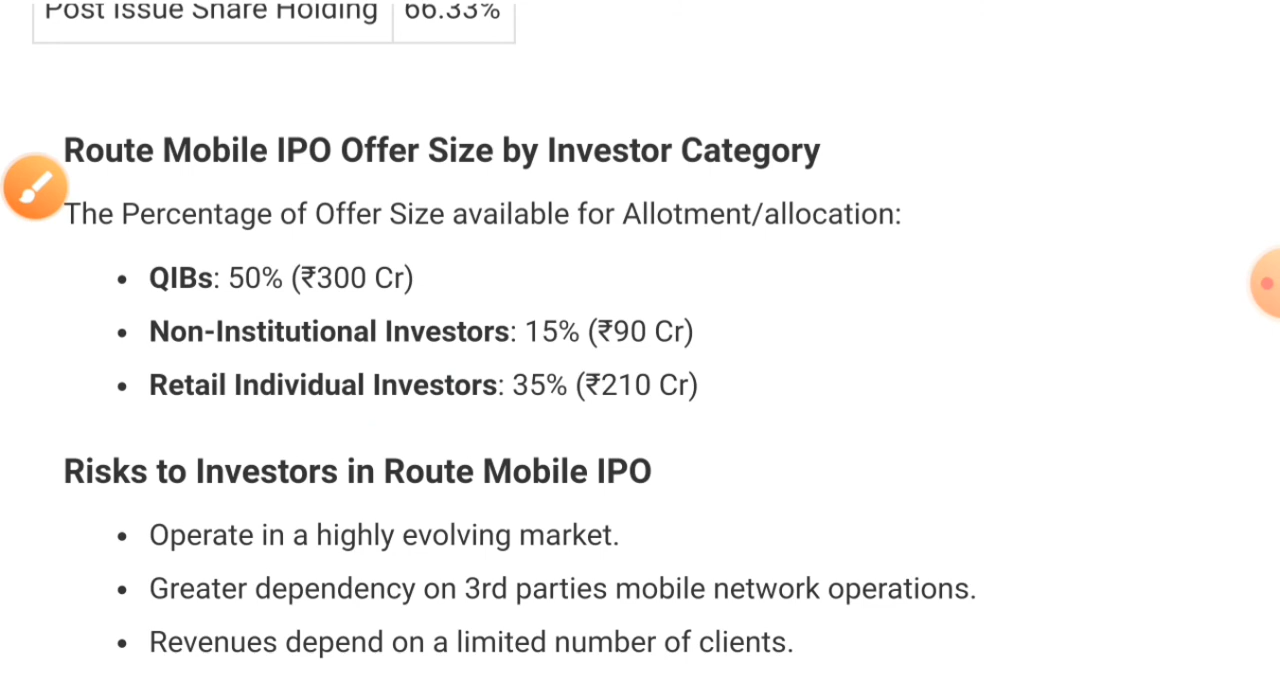 Post Issue Share Holding 66.33%
Route Mobile IPO Offer Size by Investor Category
The Percentage of Offer Size available for Allotment/allocation:
• QIBs: 50% (₹300 Cr)
• Non-Institutional Investors: 15% (₹90 Cr)
• Retail Individual Investors: 35% (₹210 Cr)
Risks to Investors in Route Mobile IPO
• Operate in a highly evolving market.
• Greater dependency on 3rd parties mobile network operations.
• Revenues depend on a limited number of clients.